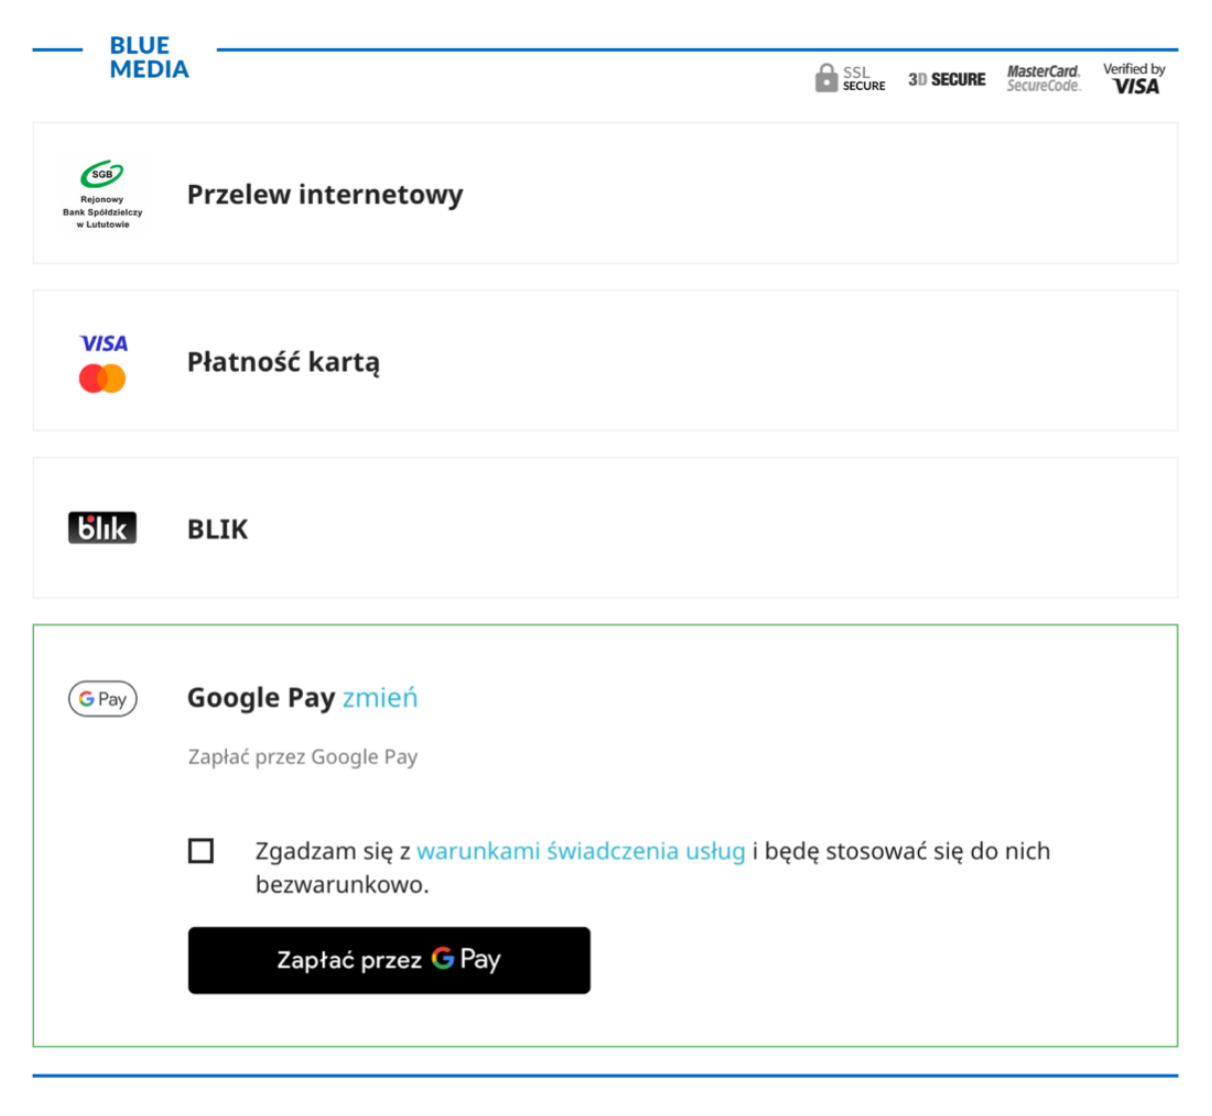 BLUE
MEDIA
SSL
SECURE
3D SECURE
MasterCard.
SecureCode.
Verified by
VISA
SGB
Rejonowy
Bank Spółdzielczy
w Lututowie
Przelew internetowy
VISA
Płatność kartą
blik
BLIK
G Pay
Google Pay zmień
Zapłać przez Google Pay
Zgadzam się z warunkami świadczenia usług i będę stosować się do nich
bezwarunkowo.
Zapłać przez G Pay